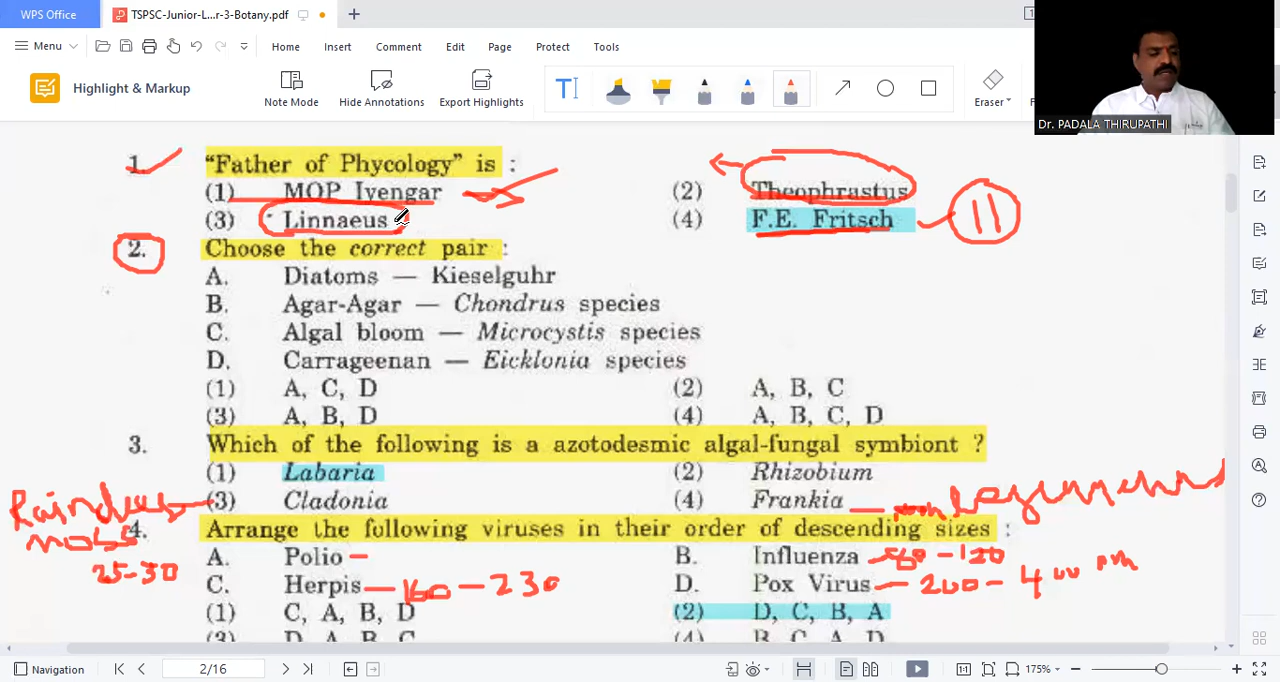 WPS Office
TSPSC-Junior-L...r-3-Botany.pdf
Menu
Home
Insert
Comment
Edit
Page
Protect
Tools
Highlight & Markup
Note Mode
Hide Annotations
Export Highlights
Eraser
Dr. PADALA THIRUPATHI
1. "Father of Phycology" is :
(1) MOP Iyengar (2) Theophrastus
(3) Linnaeus (4) F.E. Fritsch 11
2. Choose the correct pair :
A. Diatoms — Kieselguhr
B. Agar-Agar — Chondrus species
C. Algal bloom — Microcystis species
D. Carrageenan — Eicklonia species
(1) A, C, D (2) A, B, C
(3) A, B, D (4) A, B, C, D
3. Which of the following is a azotodesmic algal-fungal symbiont ?
(1) Labaria (2) Rhizobium
(3) Cladonia (4) Frankia
4. Arrange the following viruses in their order of descending sizes :
A. Polio — B. Influenza
25-30
C. Herpis — 160 — 230 D. Pox Virus — 200 — 400 nm
(1) C, A, B, D (2) D, C, B, A
(3) D, A, B, C (4) B, C, A, D
Navigation
2/16
175%